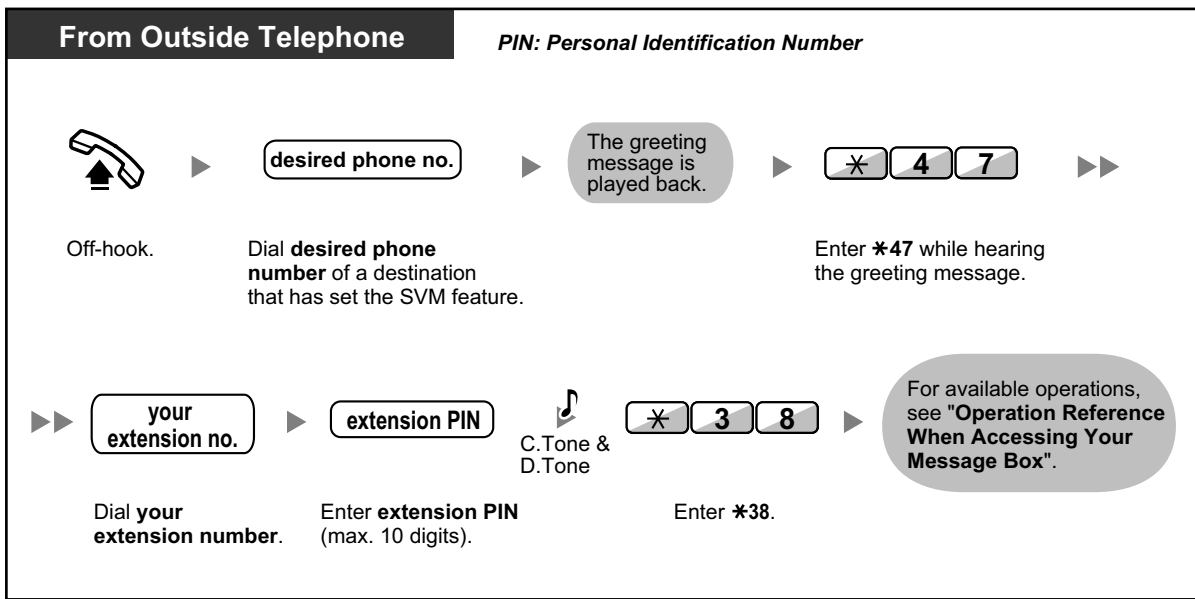 From Outside Telephone
PIN: Personal Identification Number
desired phone no.
The greeting
message is
played back.
* 4 7
Off-hook.
Dial desired phone
number of a destination
that has set the SVM feature.
Enter *47 while hearing
the greeting message.
your
extension no.
extension PIN
C.Tone &
D.Tone
* 3 8
For available operations,
see "Operation Reference
When Accessing Your
Message Box".
Dial your
extension number.
Enter extension PIN
(max. 10 digits).
Enter *38.